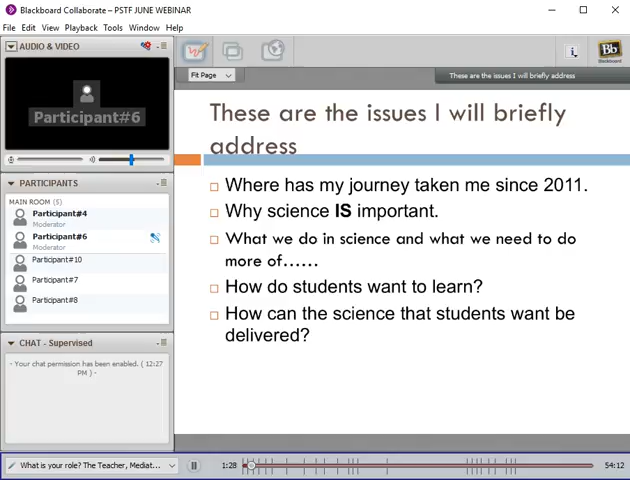 Blackboard Collaborate – PSTF JUNE WEBINAR
File Edit View Playback Tools Window Help
AUDIO & VIDEO
Participant#6
PARTICIPANTS
MAIN ROOM (5)
Participant#4
Moderator
Participant#6
Moderator
Participant#10
Participant#7
Participant#8
CHAT - Supervised
- Your chat permission has been enabled. ( 12:27
PM ) -
Fit Page
These are the issues I will briefly address
i
Bb
Blackboard
These are the issues I will briefly
address
Where has my journey taken me since 2011.
Why science IS important.
What we do in science and what we need to do
more of......
How do students want to learn?
How can the science that students want be
delivered?
What is your role? The Teacher, Mediat...
1:28
54:12